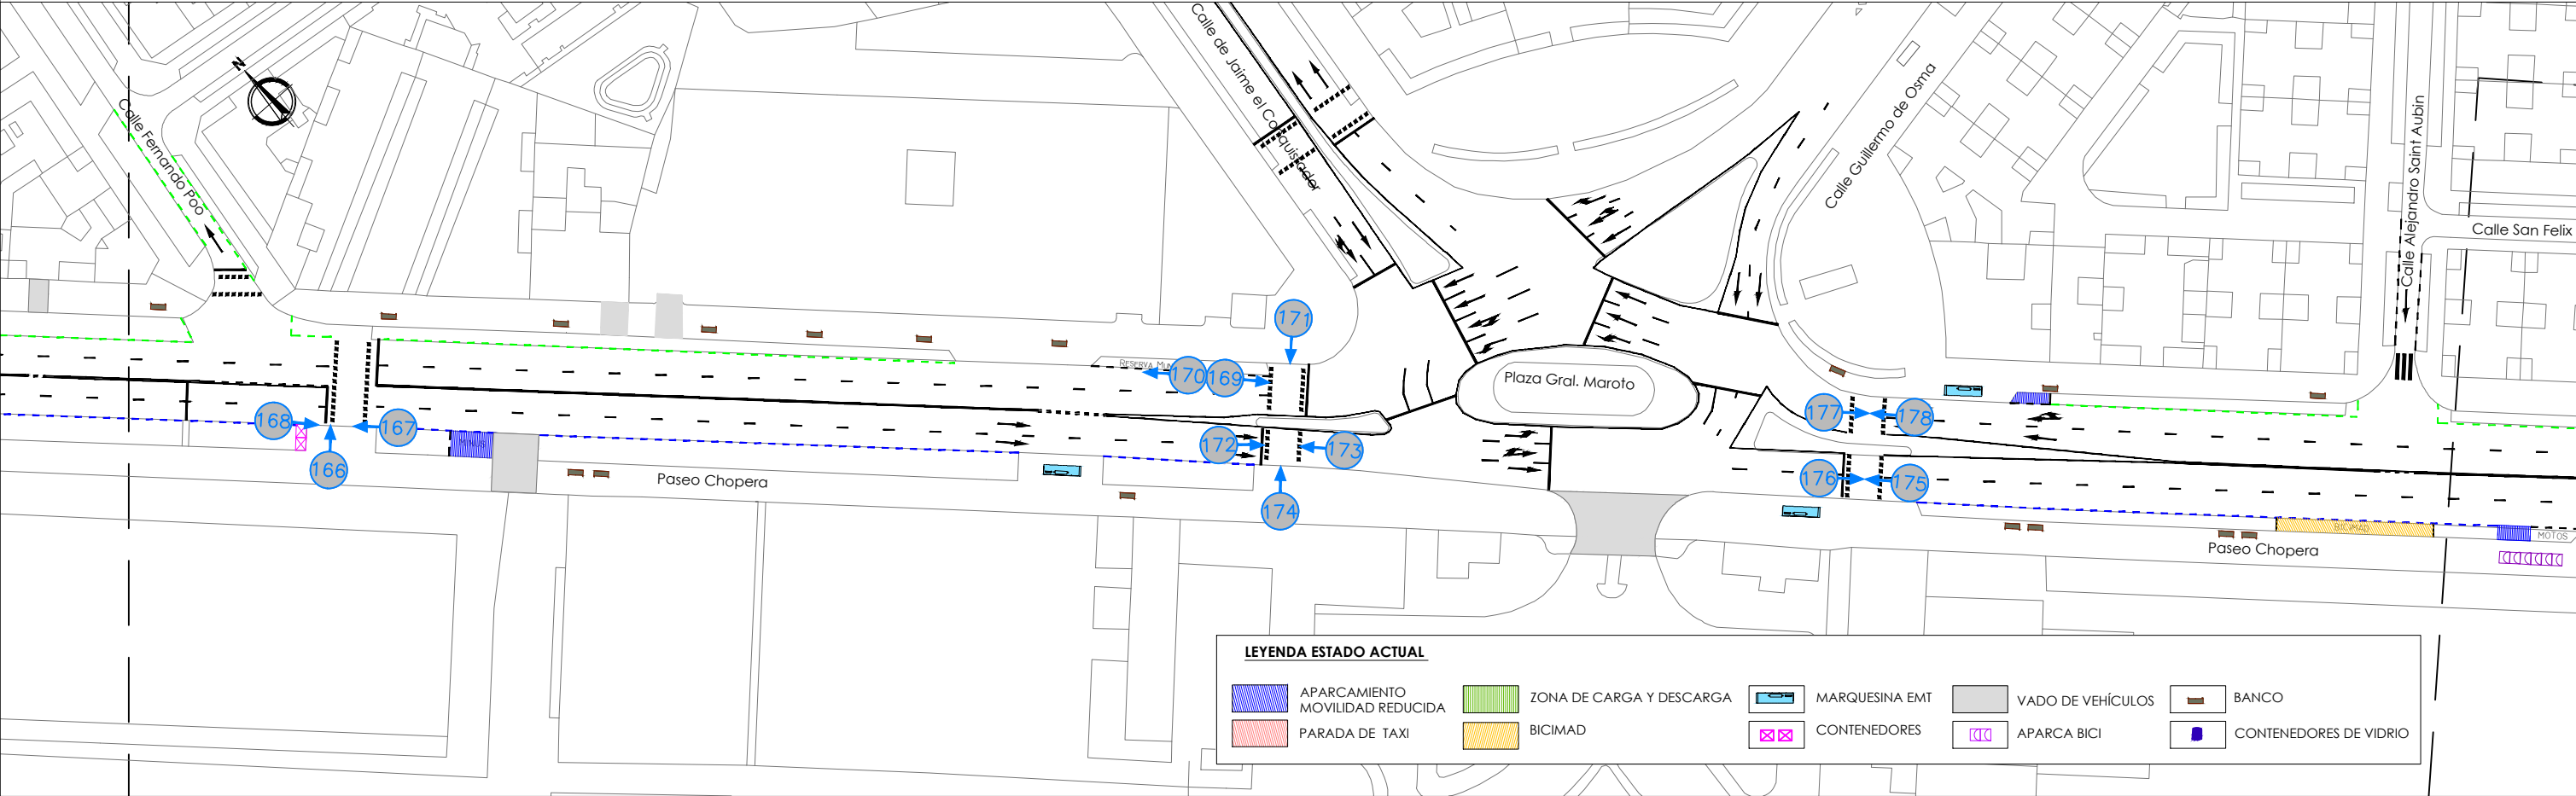 N
Calle Fernando Poo
Calle de Jaime el Conquistador
Calle Guillermo de Osma
Calle Alejandro Saint Aubin
Calle San Felix
Plaza Gral. Maroto
171
170
169
168
167
166
172
173
174
177
178
176
175
MINUS
Paseo Chopera
BICIMAD
MOTOS
Paseo Chopera
LEYENDA ESTADO ACTUAL
APARCAMIENTO
MOVILIDAD REDUCIDA
ZONA DE CARGA Y DESCARGA
MARQUESINA EMT
VADO DE VEHÍCULOS
BANCO
PARADA DE TAXI
BICIMAD
CONTENEDORES
APARCA BICI
CONTENEDORES DE VIDRIO
RESERVA